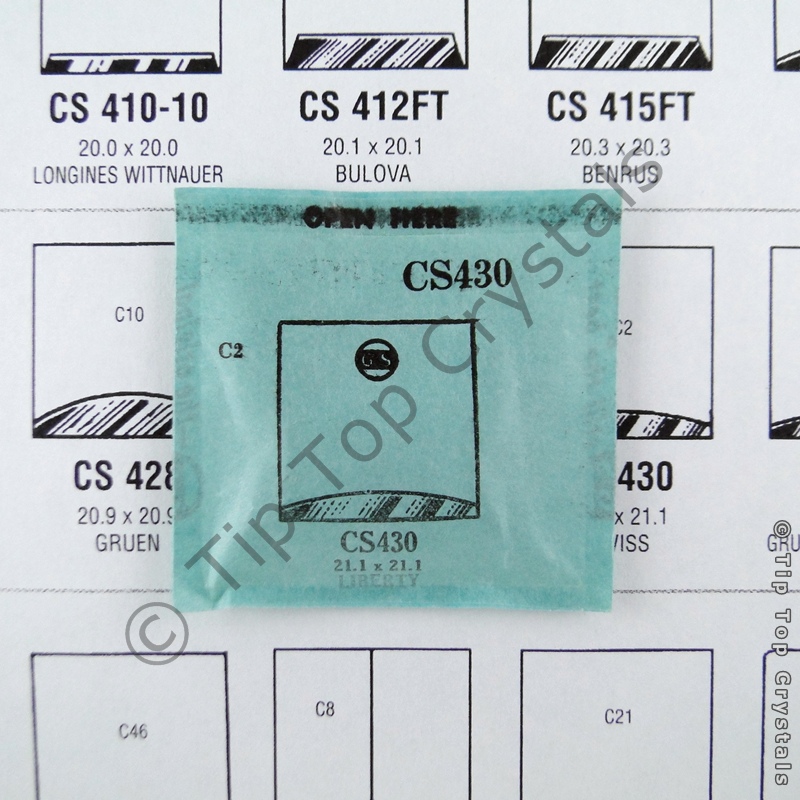 CS 410-10
20.0 x 20.0
LONGINES WITTNAUER
CS 412FT
20.1 x 20.1
BULOVA
CS 415FT
20.3 x 20.3
BENRUS
OPEN HERE
CS430
C10
C2
G S
C2
CS 428
20.9 x 20.9
GRUEN
430
x 21.1
CS430
21.1 x 21.1
LIBERTY
C46
C8
C21
© Tip Top Crystals
©Tip Top Crystals